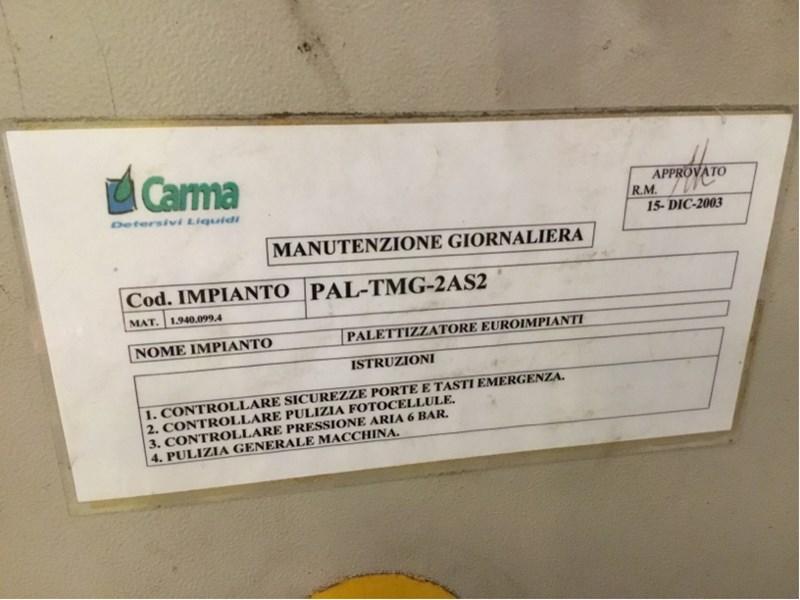 Carma
Detersivi Liquidi
APPROVATO
R.M.
15- DIC-2003
MANUTENZIONE GIORNALIERA
Cod. IMPIANTO PAL-TMG-2AS2
MAT. 1.940.099.4
NOME IMPIANTO PALETTIZZATORE EUROIMPIANTI
ISTRUZIONI
1. CONTROLLARE SICUREZZE PORTE E TASTI EMERGENZA.
2. CONTROLLARE PULIZIA FOTOCELLULE.
3. CONTROLLARE PRESSIONE ARIA 6 BAR.
4. PULIZIA GENERALE MACCHINA.